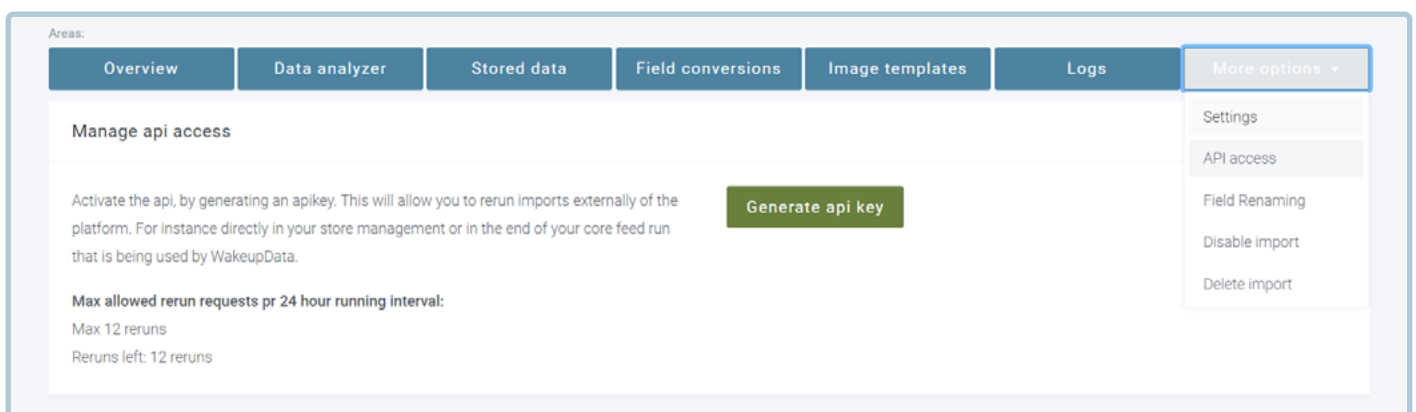 Areas:
Overview Data analyzer Stored data Field conversions Image templates Logs More options
Manage api access
Settings
API access
Field Renaming
Disable import
Delete import
Activate the api, by generating an apikey. This will allow you to rerun imports externally of the
platform. For instance directly in your store management or in the end of your core feed run
that is being used by WakeupData.
Generate api key
Max allowed rerun requests pr 24 hour running interval:
Max 12 reruns
Reruns left: 12 reruns